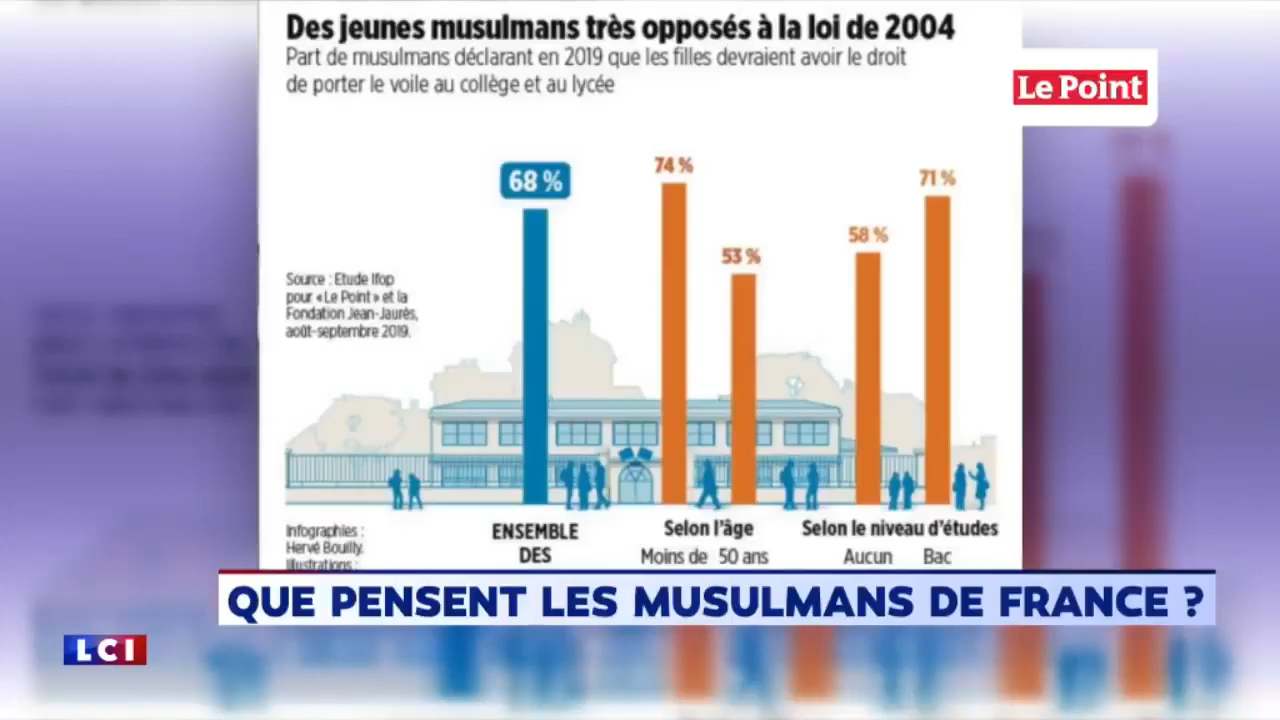 Des jeunes musulmans très opposés à la loi de 2004
Part de musulmans déclarant en 2019 que les filles devraient avoir le droit
de porter le voile au collège et au lycée
Le Point
68 %
74 %
53 %
58 %
71 %
Source : Etude Ifop
pour « Le Point » et la
Fondation Jean-Jaurès,
août-septembre 2019.
Infographies :
Hervé Bouilly.
Illustrations :
ENSEMBLE
DES
Selon l'âge
Moins de 50 ans
Selon le niveau d'études
Aucun Bac
QUE PENSENT LES MUSULMANS DE FRANCE ?
LCI